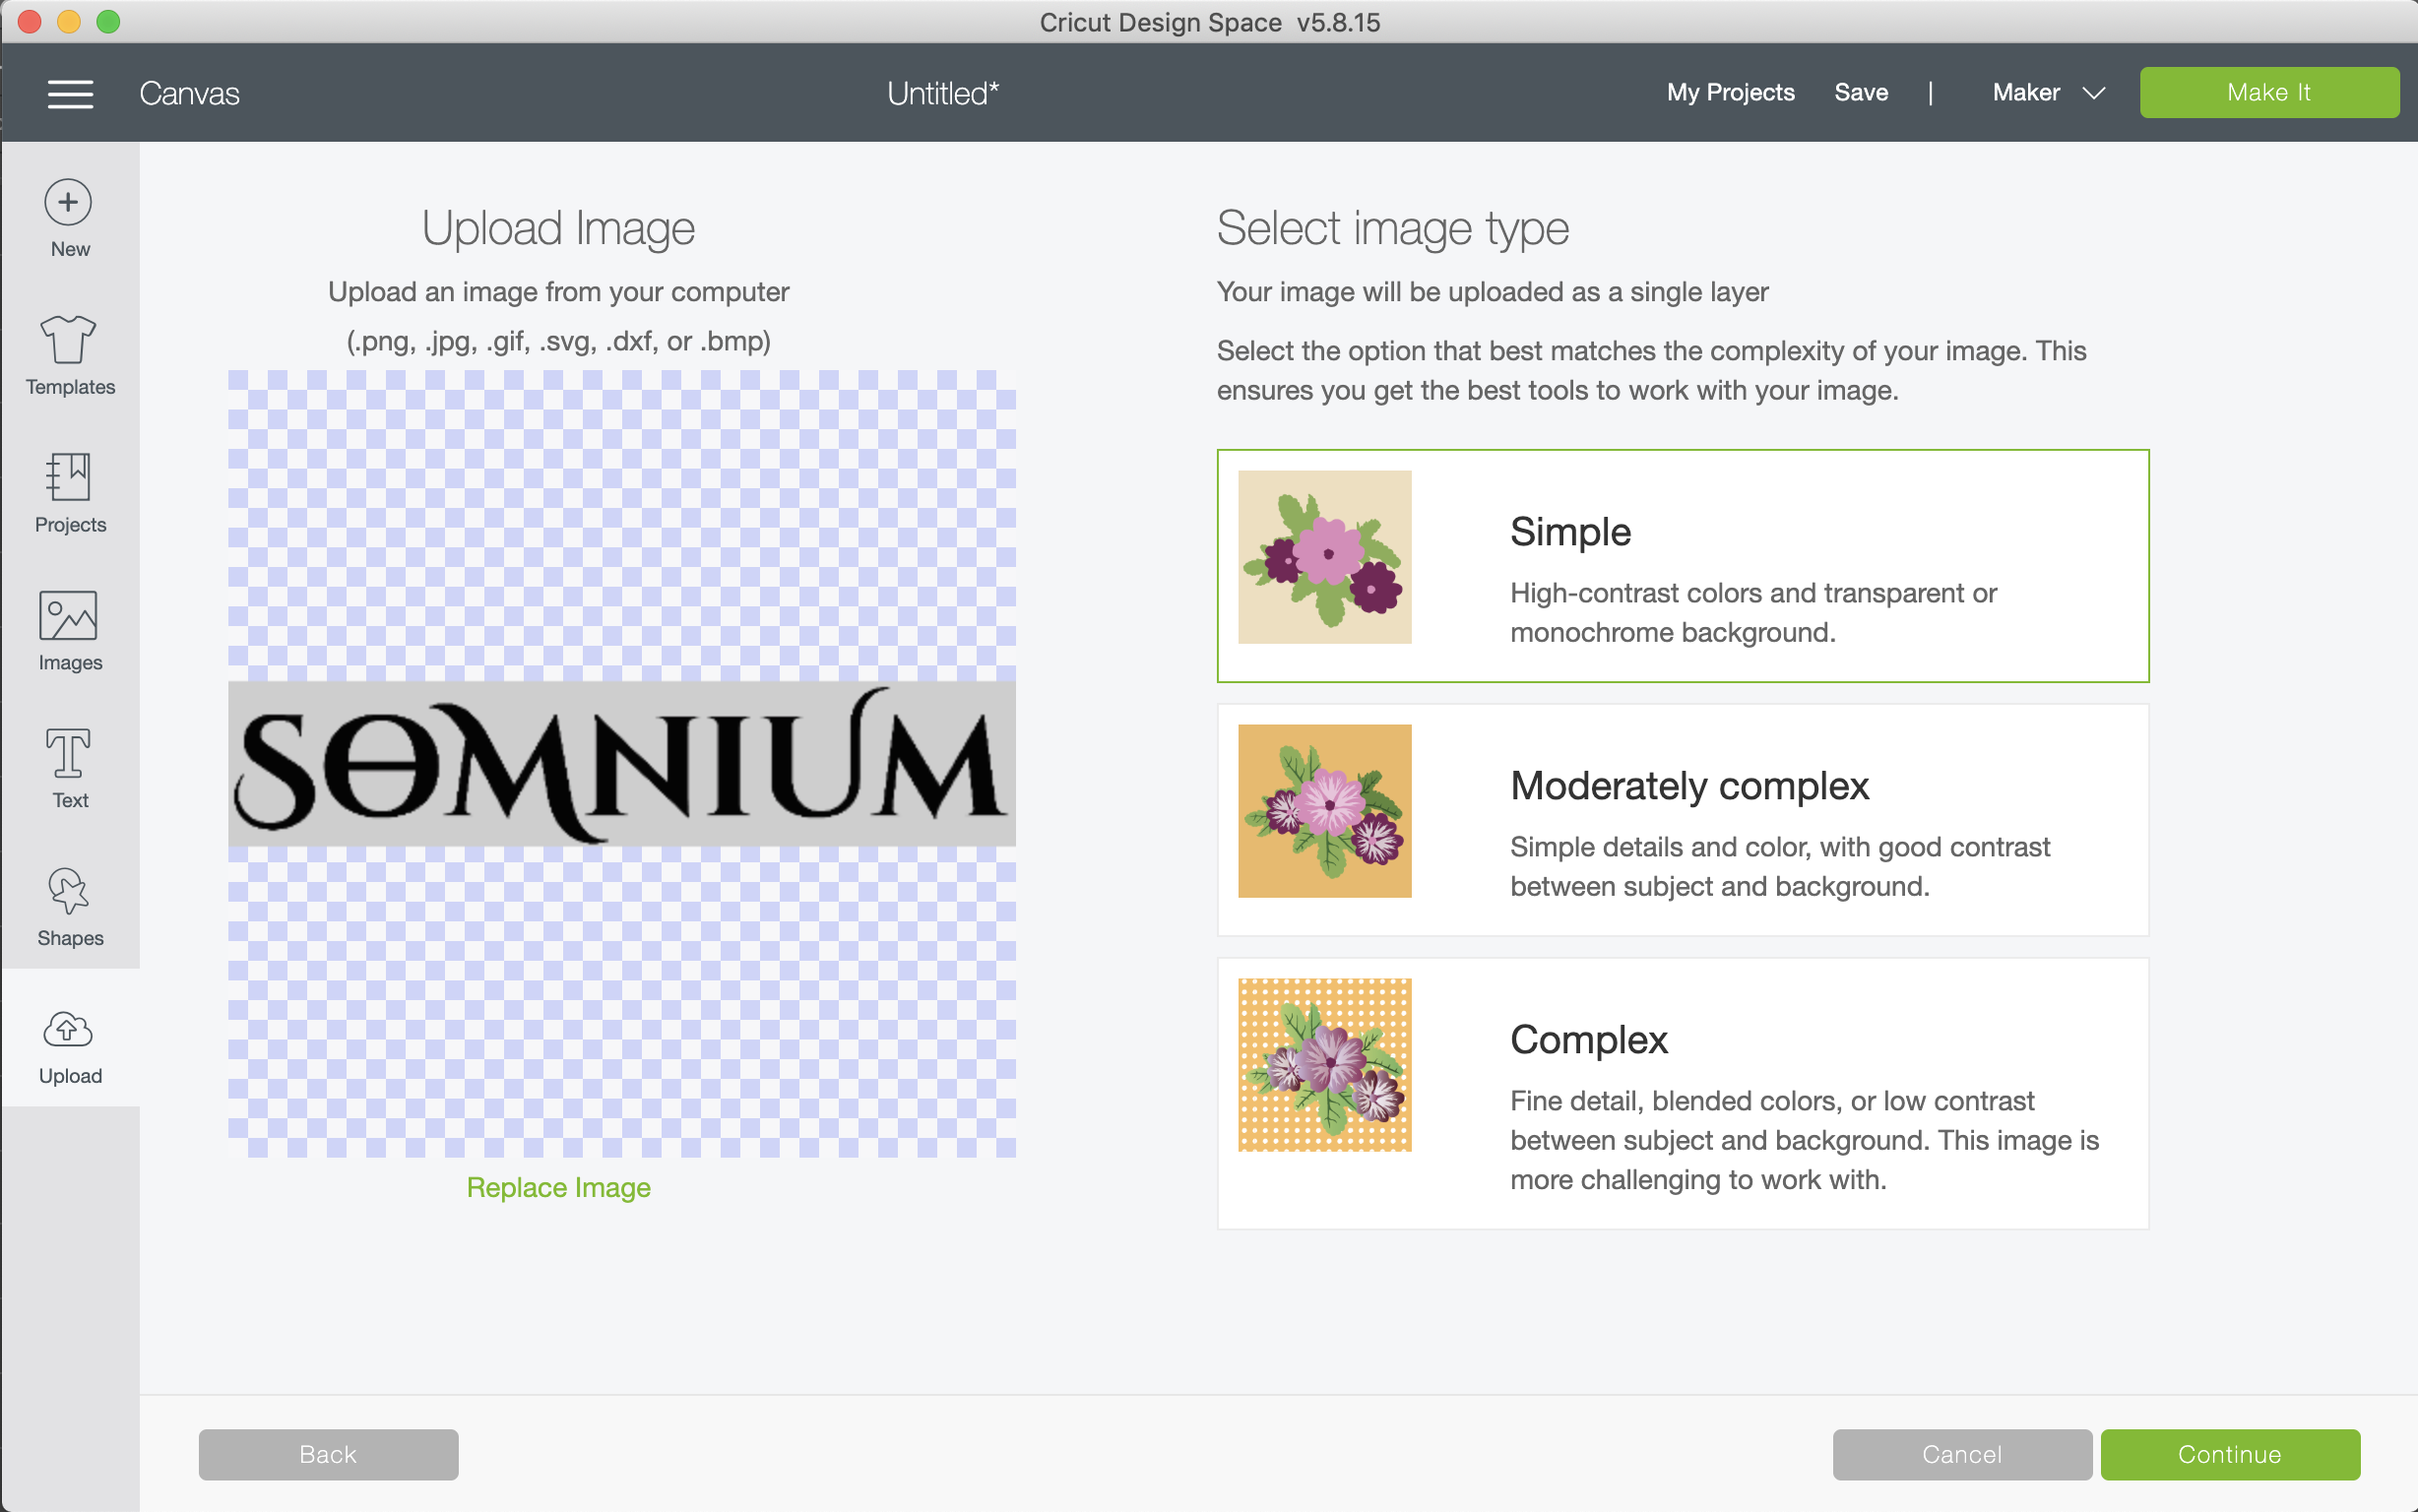 Cricut Design Space v5.8.15
Canvas
Untitled*
My Projects
Save
|
Maker
Make It
New
Templates
Projects
Images
Text
Shapes
Upload
Upload Image
Upload an image from your computer
(.png, .jpg, .gif, .svg, .dxf, or .bmp)
SOMNIUM
Replace Image
Select image type
Your image will be uploaded as a single layer
Select the option that best matches the complexity of your image. This
ensures you get the best tools to work with your image.
Simple
High-contrast colors and transparent or
monochrome background.
Moderately complex
Simple details and color, with good contrast
between subject and background.
Complex
Fine detail, blended colors, or low contrast
between subject and background. This image is
more challenging to work with.
Back
Cancel
Continue